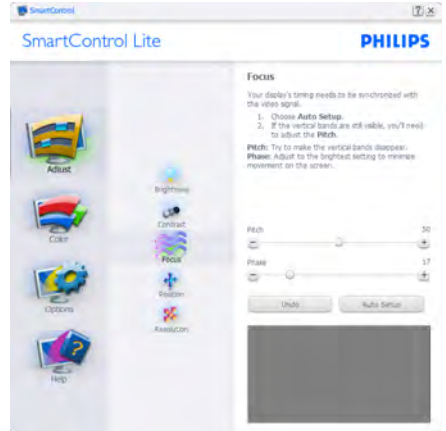 SmartControl
SmartControl Lite
PHILIPS
Adjust
Color
Options
Help
Brightness
Contrast
Focus
Position
Resolution
Focus
Your display's timing needs to be synchronized with
the video signal.
1. Choose Auto Setup.
2. If the vertical bands are still visible, you'll need
to adjust the Pitch.
Pitch: Try to make the vertical bands disappear.
Phase: Adjust to the brightest setting to minimize
movement on the screen.
Pitch 50
Phase 17
Undo Auto Setup